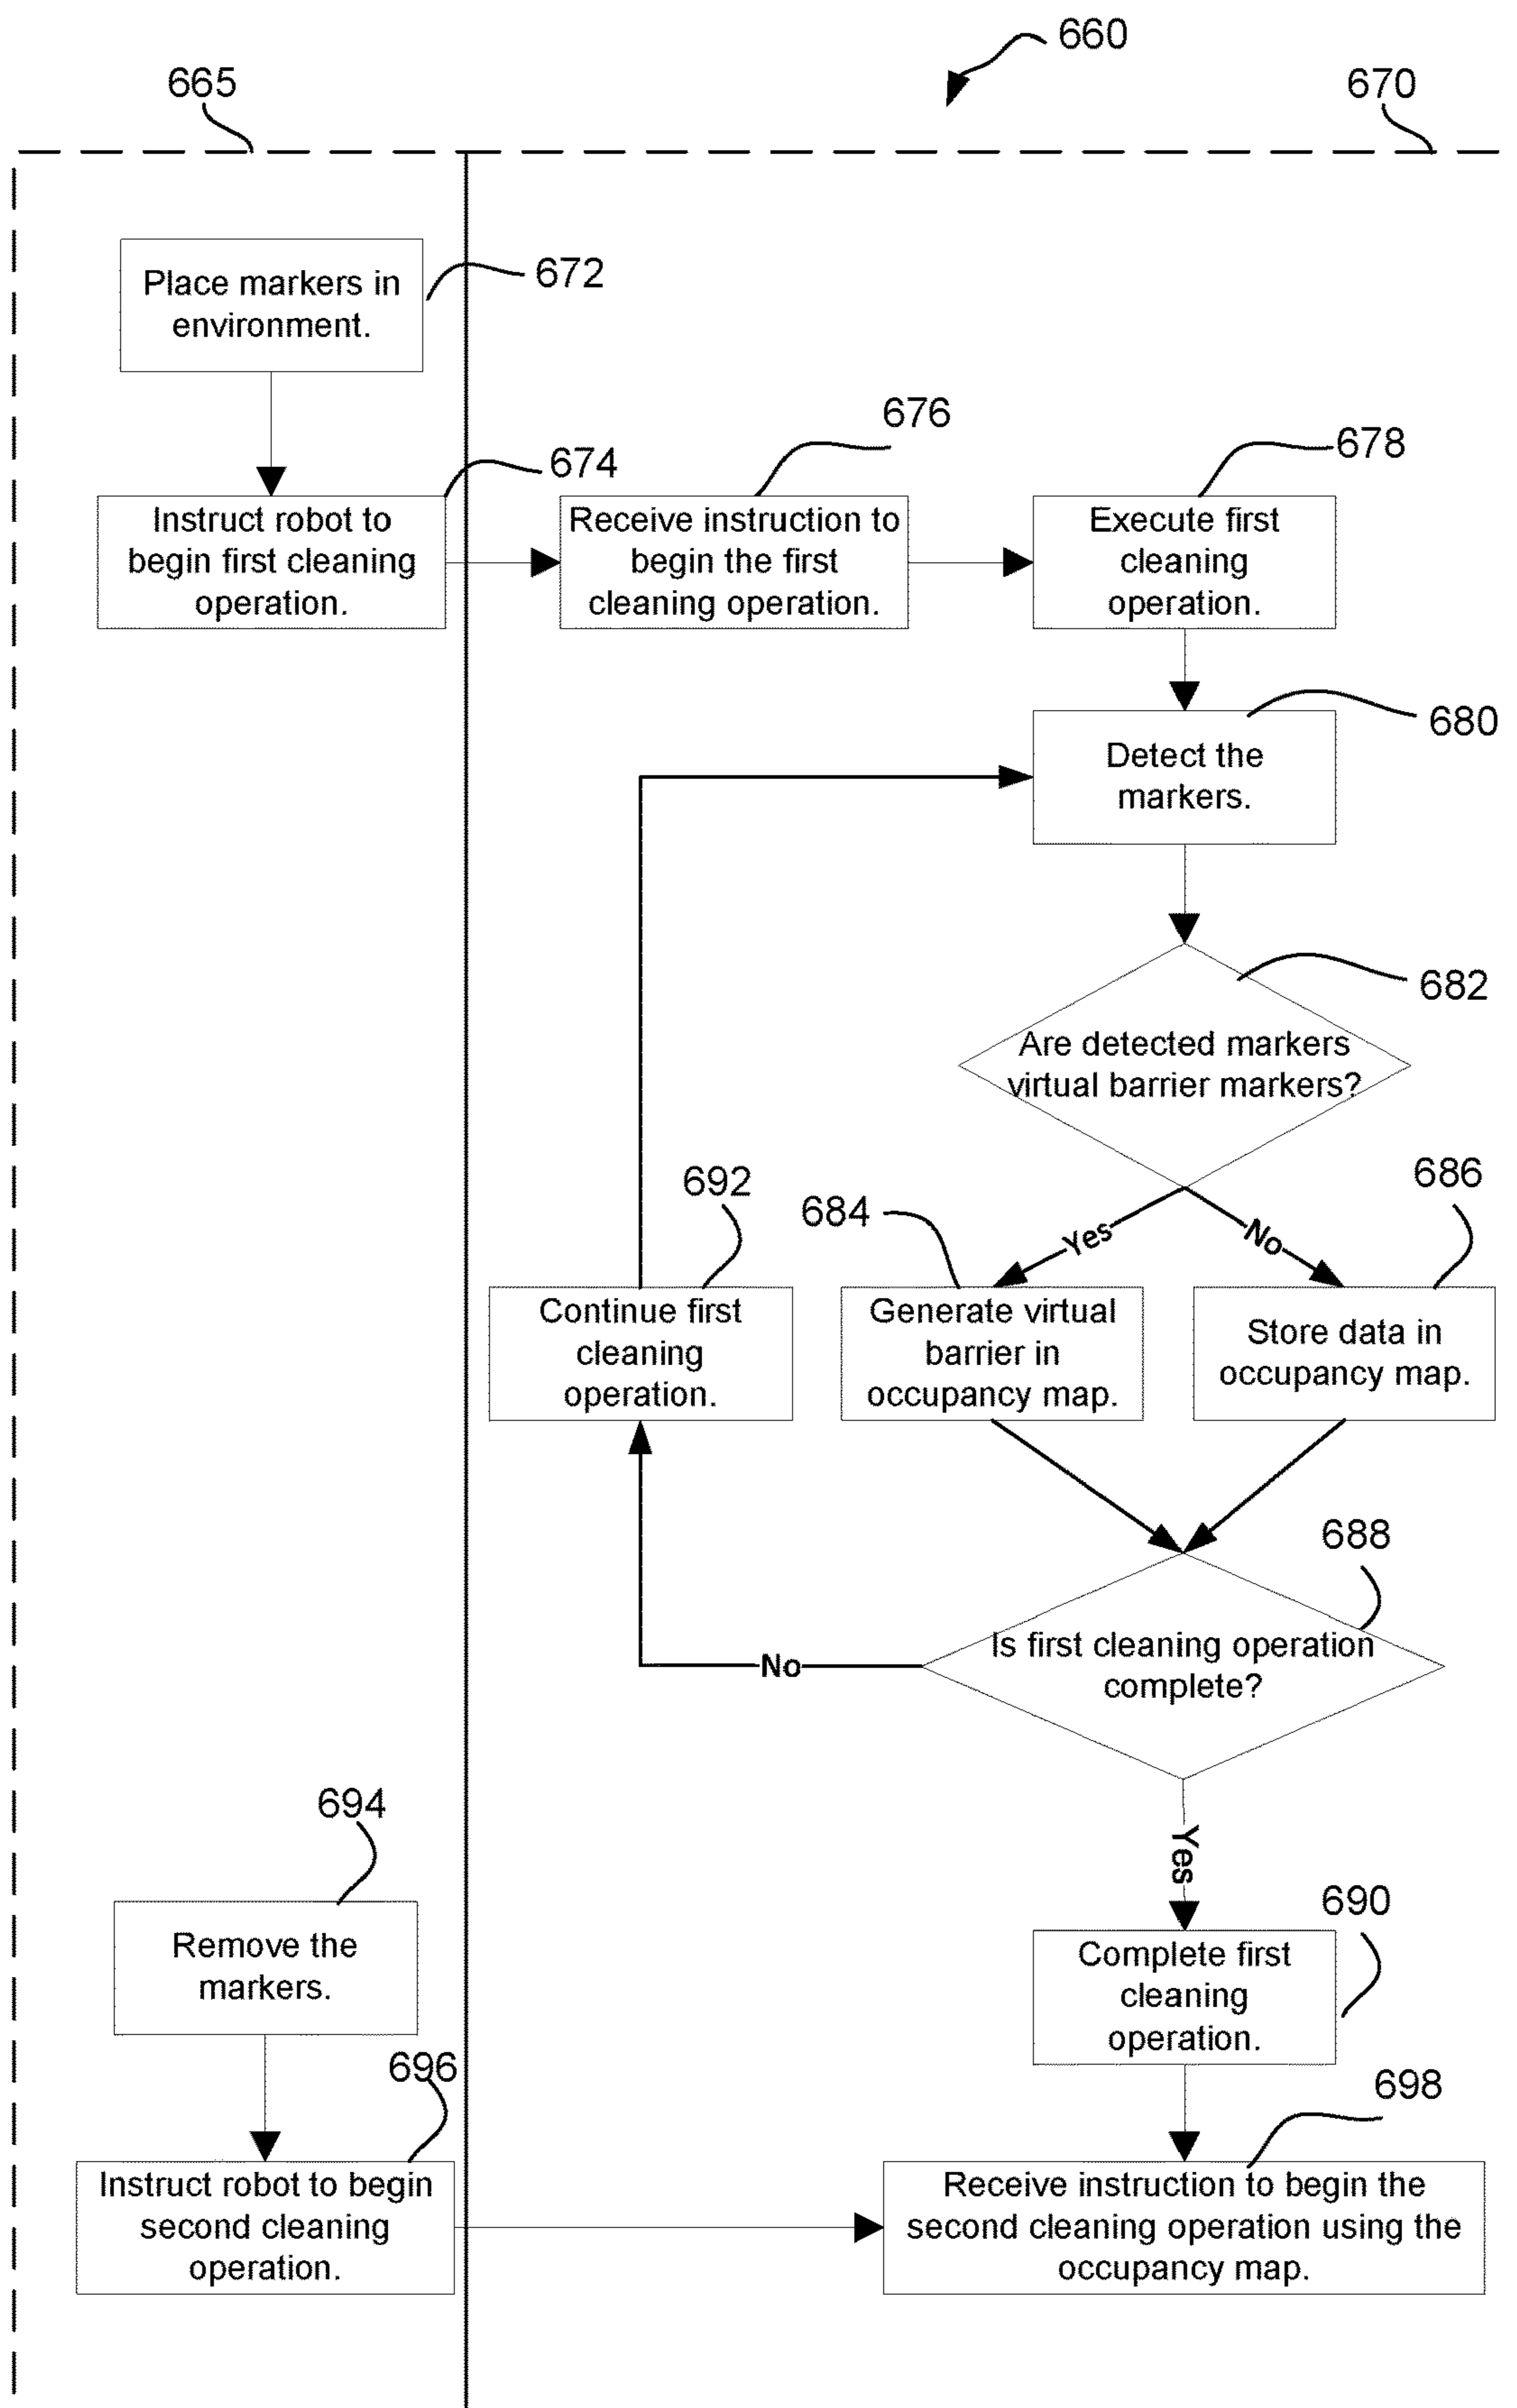 660
665
670
Place markers in
environment.
672
676
678
674
Instruct robot to
begin first cleaning
operation.
Receive instruction to
begin the first
cleaning operation.
Execute first
cleaning
operation.
680
Detect the
markers.
682
Are detected markers
virtual barrier markers?
692
684
686
Yes
No
Continue first
cleaning
operation.
Generate virtual
barrier in
occupancy map.
Store data in
occupancy map.
688
Is first cleaning operation
complete?
No
694
Yes
690
Remove the
markers.
Complete first
cleaning
operation.
696
698
Instruct robot to begin
second cleaning
operation.
Receive instruction to begin the
second cleaning operation using the
occupancy map.